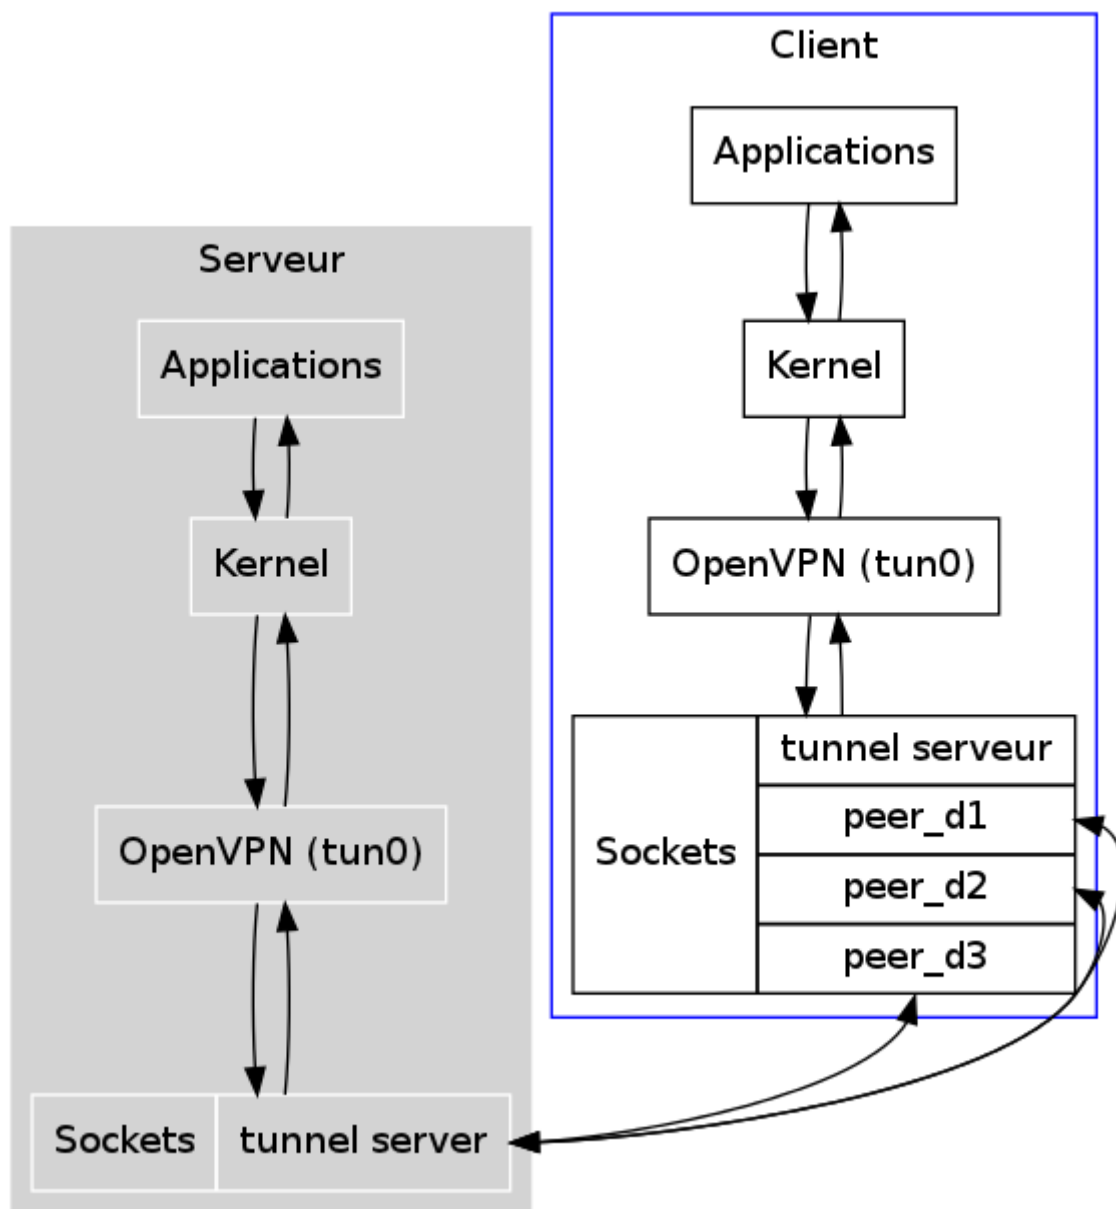 Client
Applications
Kernel
OpenVPN (tun0)
Sockets
tunnel serveur
peer_d1
peer_d2
peer_d3
Serveur
Applications
Kernel
OpenVPN (tun0)
Sockets
tunnel server